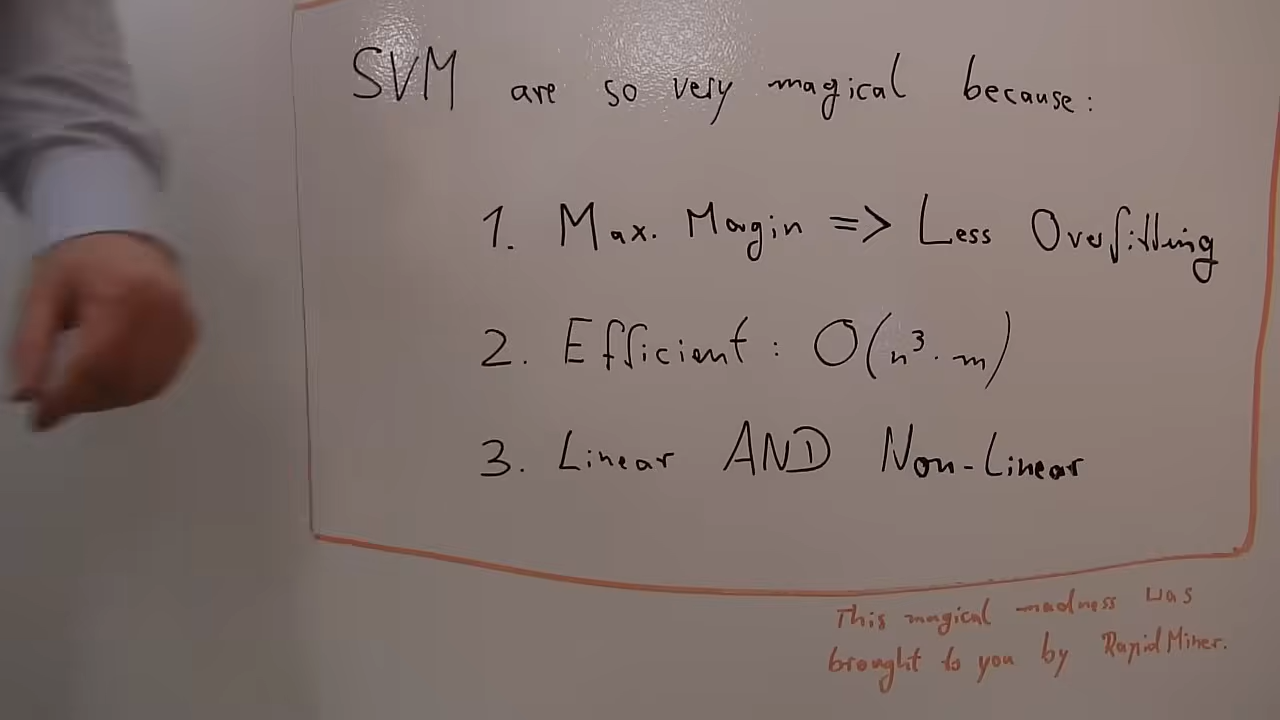 SVM are so very magical because:
1. Max. Margin => Less Overfitting
2. Efficient: O(n³·m)
3. Linear AND Non-Linear
This magical madness was
brought to you by RapidMiner.